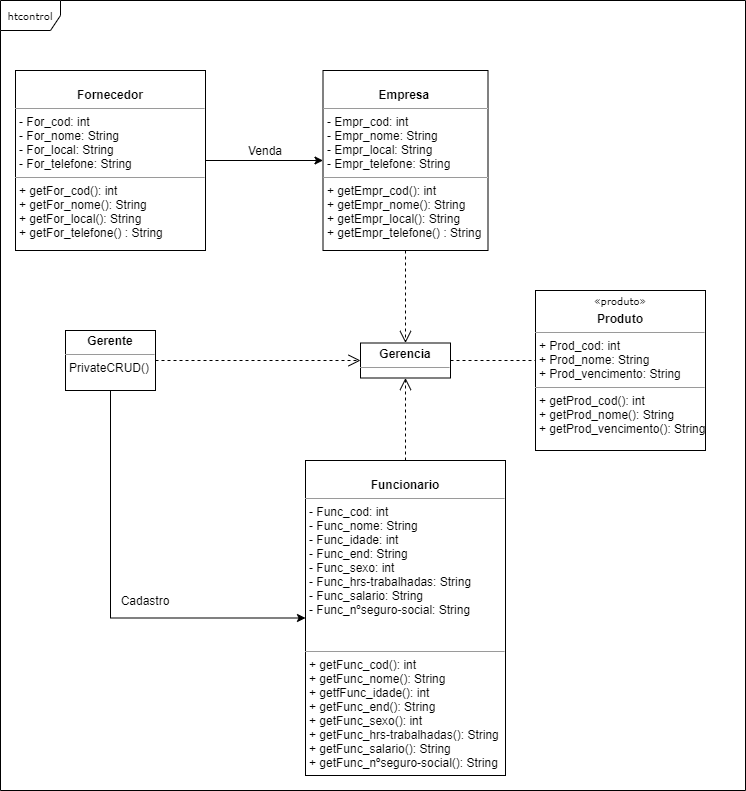 htcontrol
Fornecedor
- For_cod: int
- For_nome: String
- For_local: String
- For_telefone: String
+ getFor_cod(): int
+ getFor_nome(): String
+ getFor_local(): String
+ getFor_telefone() : String
Venda
Empresa
- Empr_cod: int
- Empr_nome: String
- Empr_local: String
- Empr_telefone: String
+ getEmpr_cod(): int
+ getEmpr_nome(): String
+ getEmpr_local(): String
+ getEmpr_telefone() : String
Gerente
PrivateCRUD()
Gerencia
«produto»
Produto
+ Prod_cod: int
+ Prod_nome: String
+ Prod_vencimento: String
+ getProd_cod(): int
+ getProd_nome(): String
+ getProd_vencimento(): String
Cadastro
Funcionario
- Func_cod: int
- Func_nome: String
- Func_idade: int
- Func_end: String
- Func_sexo: int
- Func_hrs-trabalhadas: String
- Func_salario: String
- Func_nºseguro-social: String
+ getFunc_cod(): int
+ getFunc_nome(): String
+ getfFunc_idade(): int
+ getFunc_end(): String
+ getFunc_sexo(): int
+ getFunc_hrs-trabalhadas(): String
+ getFunc_salario(): String
+ getFunc_nºseguro-social(): String